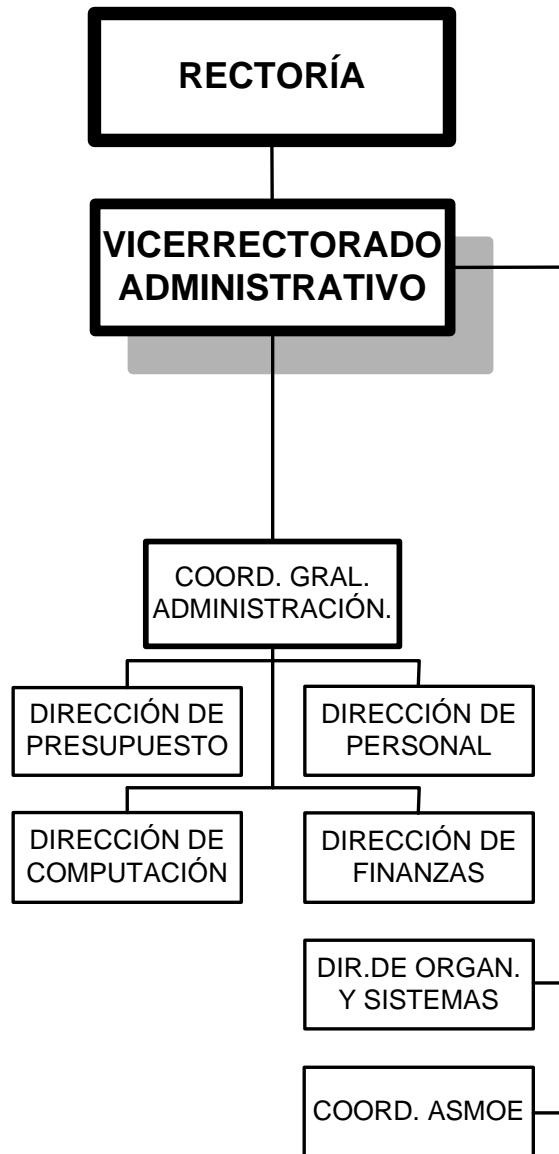 RECTORÍA
VICERRECTORADO
ADMINISTRATIVO
COORD. GRAL.
ADMINISTRACIÓN.
DIRECCIÓN DE
PRESUPUESTO
DIRECCIÓN DE
PERSONAL
DIRECCIÓN DE
COMPUTACIÓN
DIRECCIÓN DE
FINANZAS
DIR.DE ORGAN.
Y SISTEMAS
COORD. ASMOE